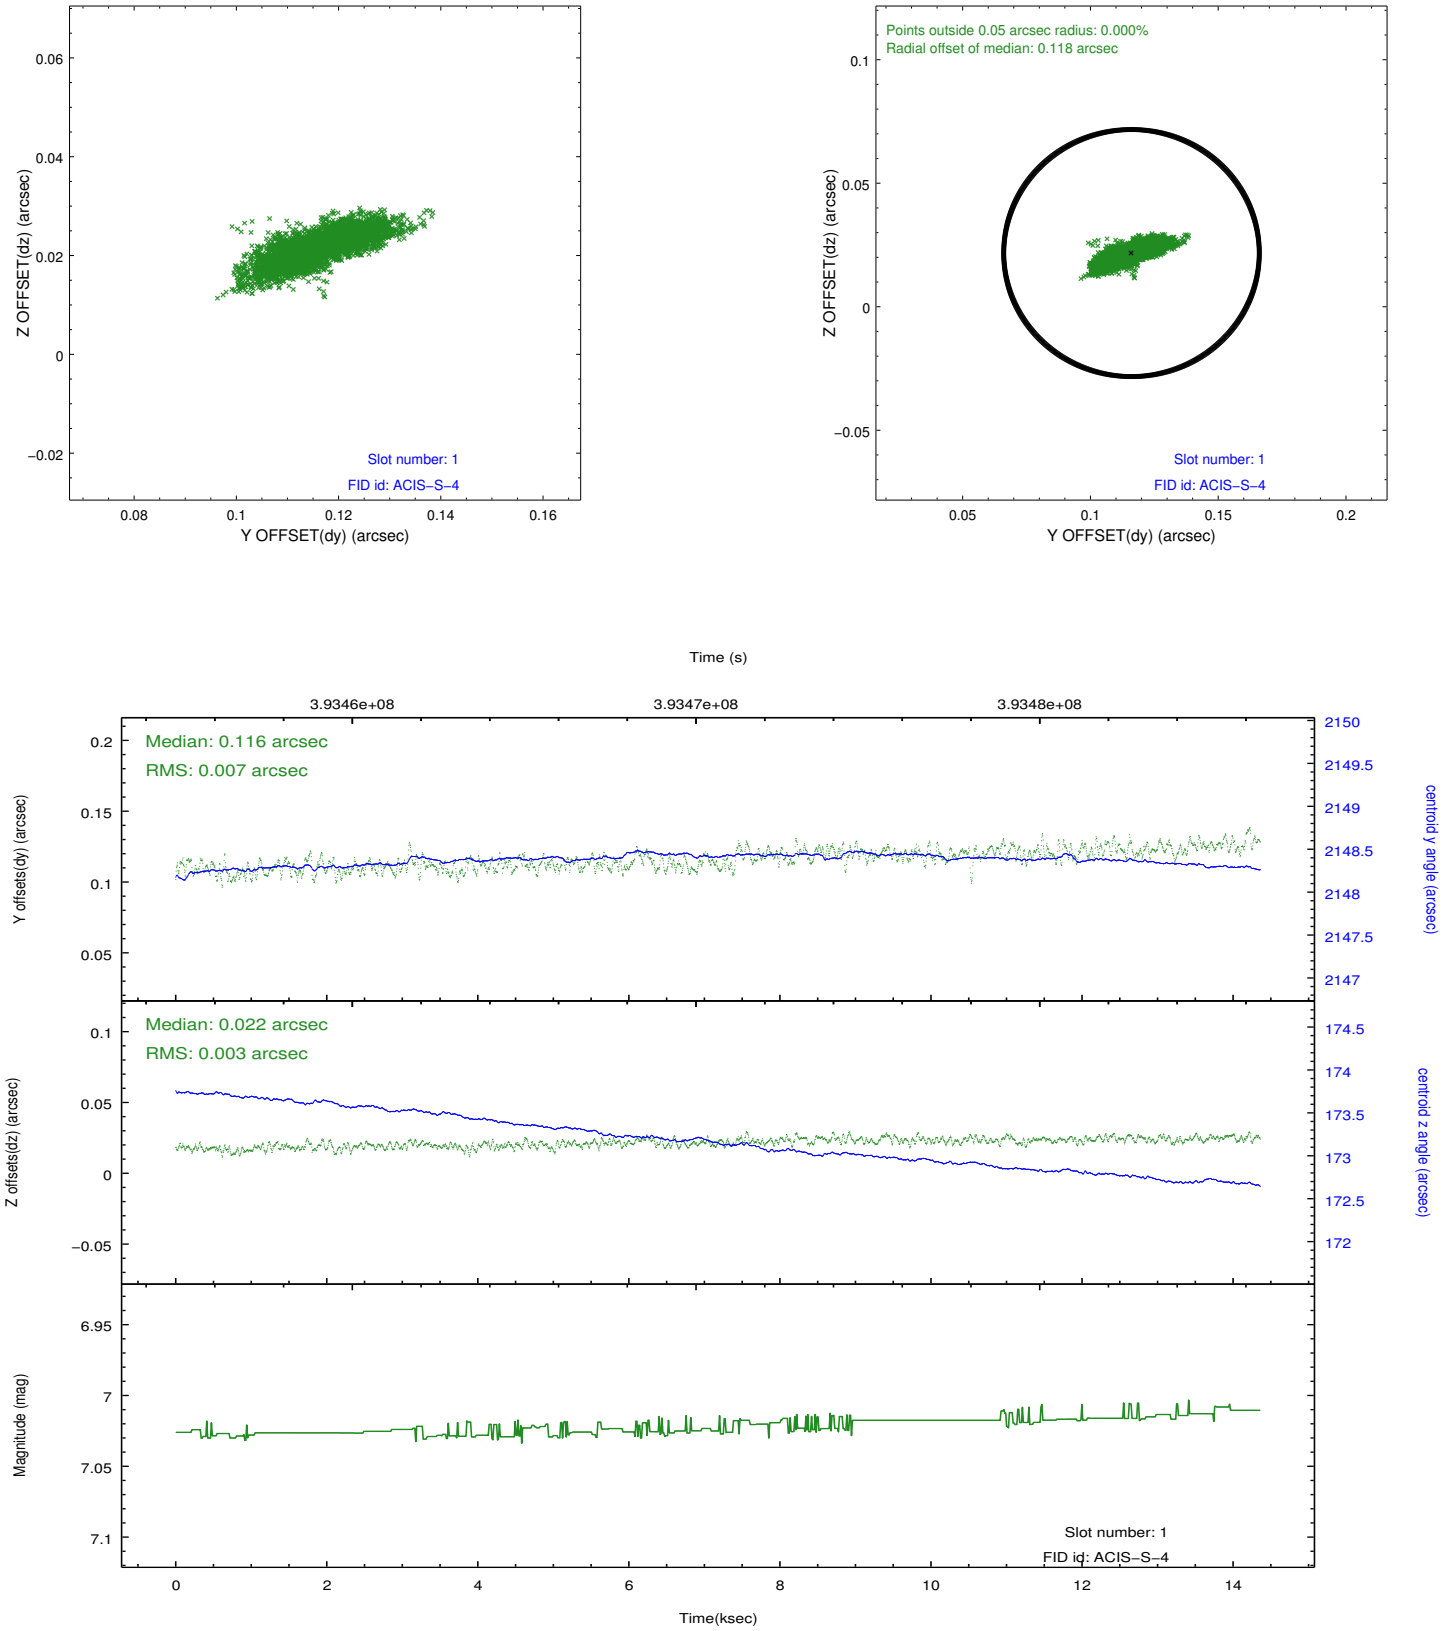 0.06
0.04
0.02
0
−0.02
Z OFFSET(dz) (arcsec)
Slot number: 1
FID id: ACIS−S−4
0.08 0.1 0.12 0.14 0.16
Y OFFSET(dy) (arcsec)
Points outside 0.05 arcsec radius: 0.000%
Radial offset of median: 0.118 arcsec
0.1
0.05
0
−0.05
Z OFFSET(dz) (arcsec)
Slot number: 1
FID id: ACIS−S−4
0.05 0.1 0.15 0.2
Y OFFSET(dy) (arcsec)
Time (s)
3.9346e+08 3.9347e+08 3.9348e+08
Median: 0.116 arcsec
RMS: 0.007 arcsec
0.2
0.15
0.1
0.05
Y offsets(dy) (arcsec)
2150
2149.5
2149
2148.5
2148
2147.5
2147
centroid y angle (arcsec)
Median: 0.022 arcsec
RMS: 0.003 arcsec
0.1
0.05
0
−0.05
Z offsets(dz) (arcsec)
174.5
174
173.5
173
172.5
172
centroid z angle (arcsec)
6.95
7
7.05
7.1
Magnitude (mag)
Slot number: 1
FID id: ACIS−S−4
0 2 4 6 8 10 12 14
Time(ksec)